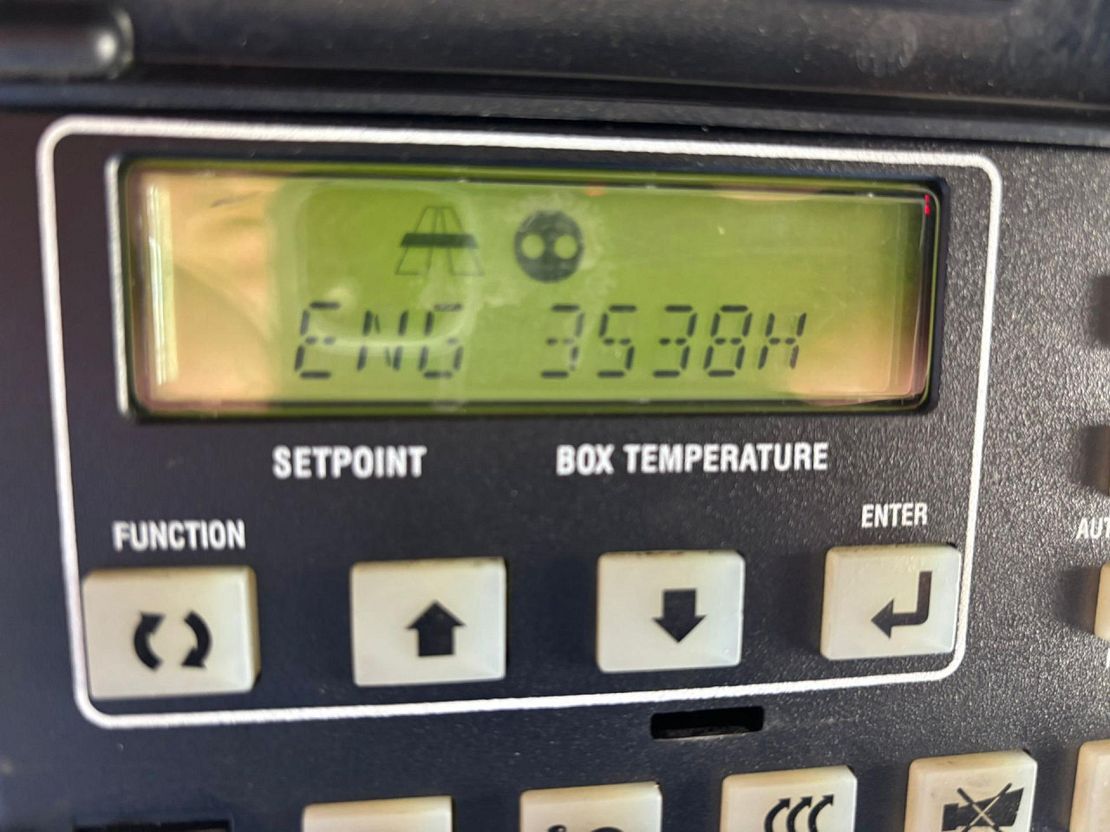 ENG 3538H
SETPOINT BOX TEMPERATURE
FUNCTION
ENTER